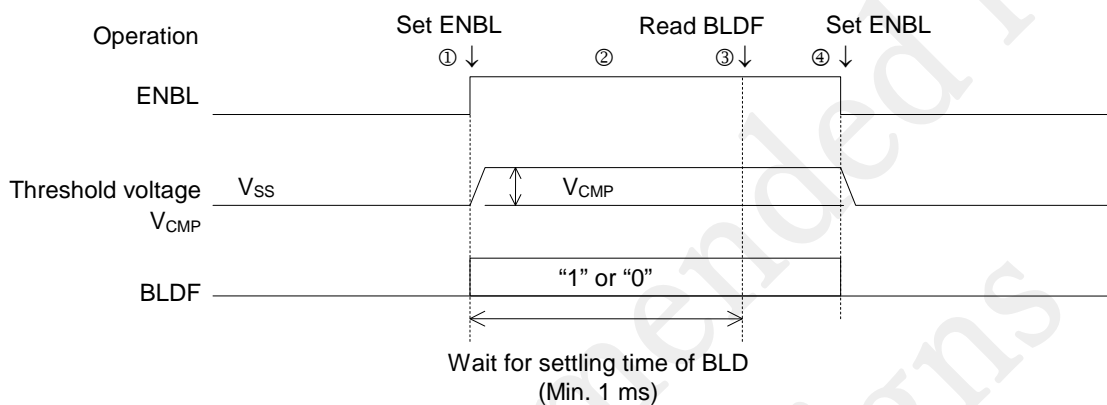 Operation
Set ENBL
Read BLDF
Set ENBL
① ↓ ② ③ ↓ ④ ↓
ENBL
Threshold voltage
VCMP
VSS
VCMP
BLDF
“1” or “0”
Wait for settling time of BLD
(Min. 1 ms)